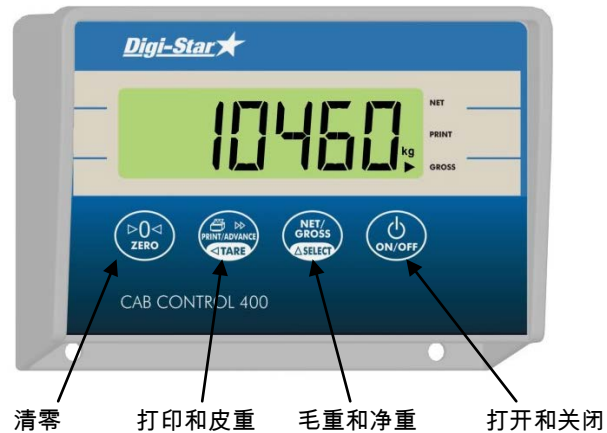 Digi-Star
10460
kg
NET
PRINT
GROSS
▷0◁
ZERO
PRINT/ADVANCE
◁TARE
NET/
GROSS
△SELECT
ON/OFF
CAB CONTROL 400
清零
打印和皮重
毛重和净重
打开和关闭